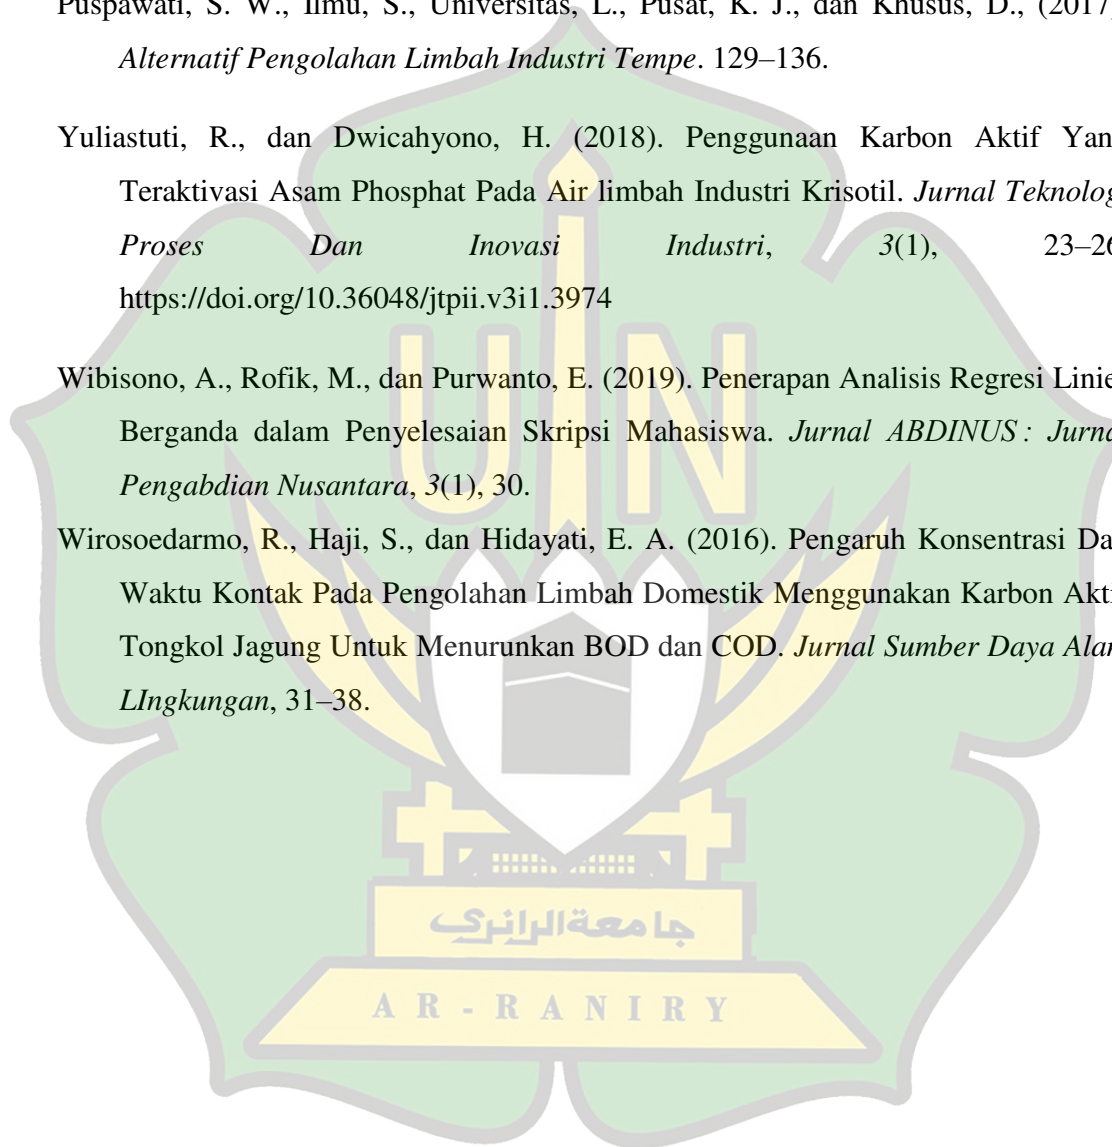 Puspawati, S. W., Ilmu, S., Universitas, L., Pusat, K. J., dan Khusus, D., (2017)
Alternatif Pengolahan Limbah Industri Tempe. 129–136.
Yuliastuti, R., dan Dwicahyono, H. (2018). Penggunaan Karbon Aktif Yan
Teraktivasi Asam Phosphat Pada Air limbah Industri Krisotil. Jurnal Teknolog
Proses Dan Inovasi Industri, 3(1), 23–26
https://doi.org/10.36048/jtpii.v3i1.3974
Wibisono, A., Rofik, M., dan Purwanto, E. (2019). Penerapan Analisis Regresi Linie
Berganda dalam Penyelesaian Skripsi Mahasiswa. Jurnal ABDINUS : Jurna
Pengabdian Nusantara, 3(1), 30.
Wirosoedarmo, R., Haji, S., dan Hidayati, E. A. (2016). Pengaruh Konsentrasi Da
Waktu Kontak Pada Pengolahan Limbah Domestik Menggunakan Karbon Akti
Tongkol Jagung Untuk Menurunkan BOD dan COD. Jurnal Sumber Daya Alam
LIngkungan, 31–38.
UIN
جامعة الرانري
AR-RANIRY